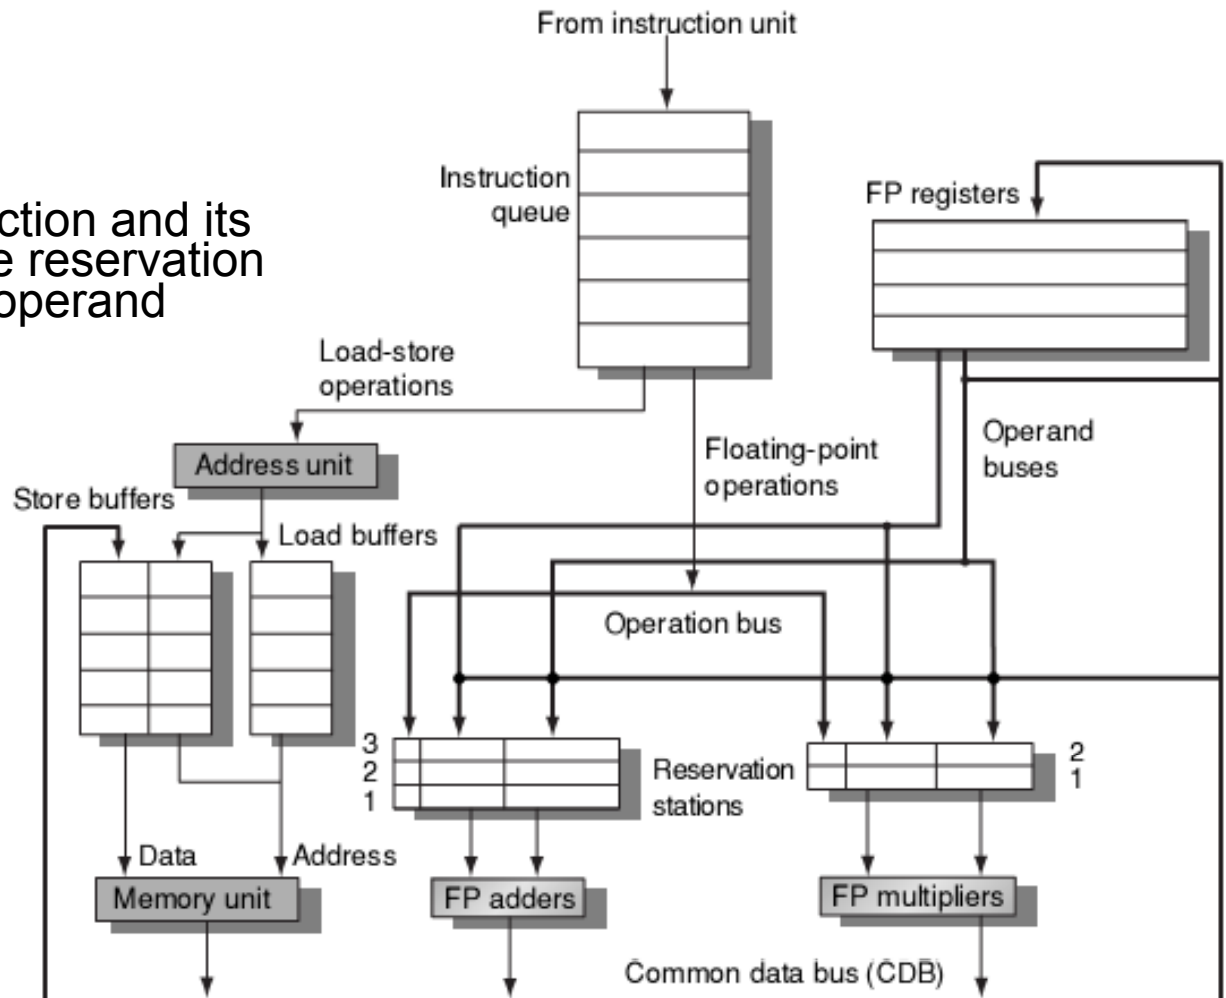 From instruction unit
Instruction
queue
FP registers
ction and its
e reservation
operand
Load-store
operations
Address unit
Floating-point
operations
Operand
buses
Store buffers
Load buffers
Operation bus
3
2
1
Reservation
stations
2
1
Data
Address
Memory unit
FP adders
FP multipliers
Common data bus (CDB)